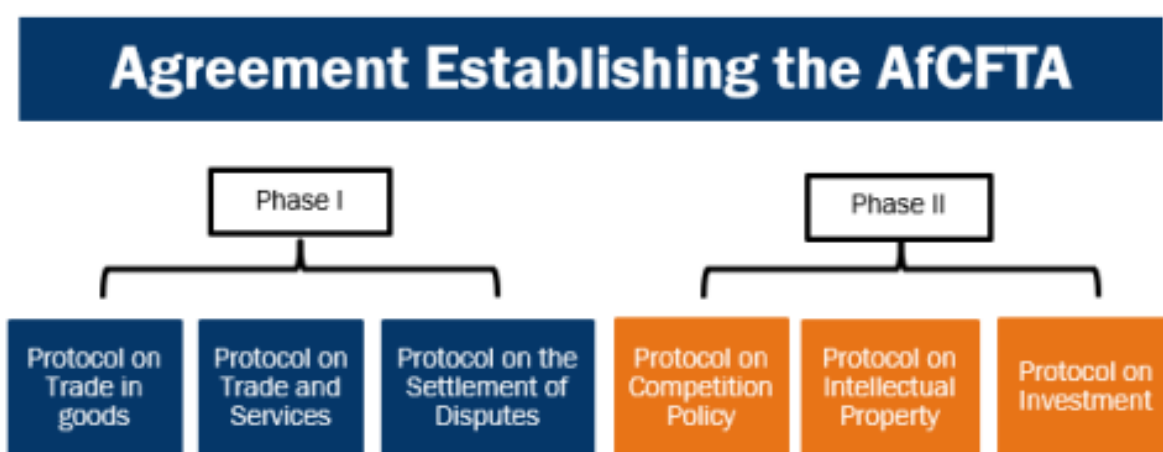 Agreement Establishing the AfCFTA
Phase I
Phase II
Protocol on
Trade in
goods
Protocol on
Trade and
Services
Protocol on the
Settlement of
Disputes
Protocol on
Competition
Policy
Protocol on
Intellectual
Property
Protocol on
Investment